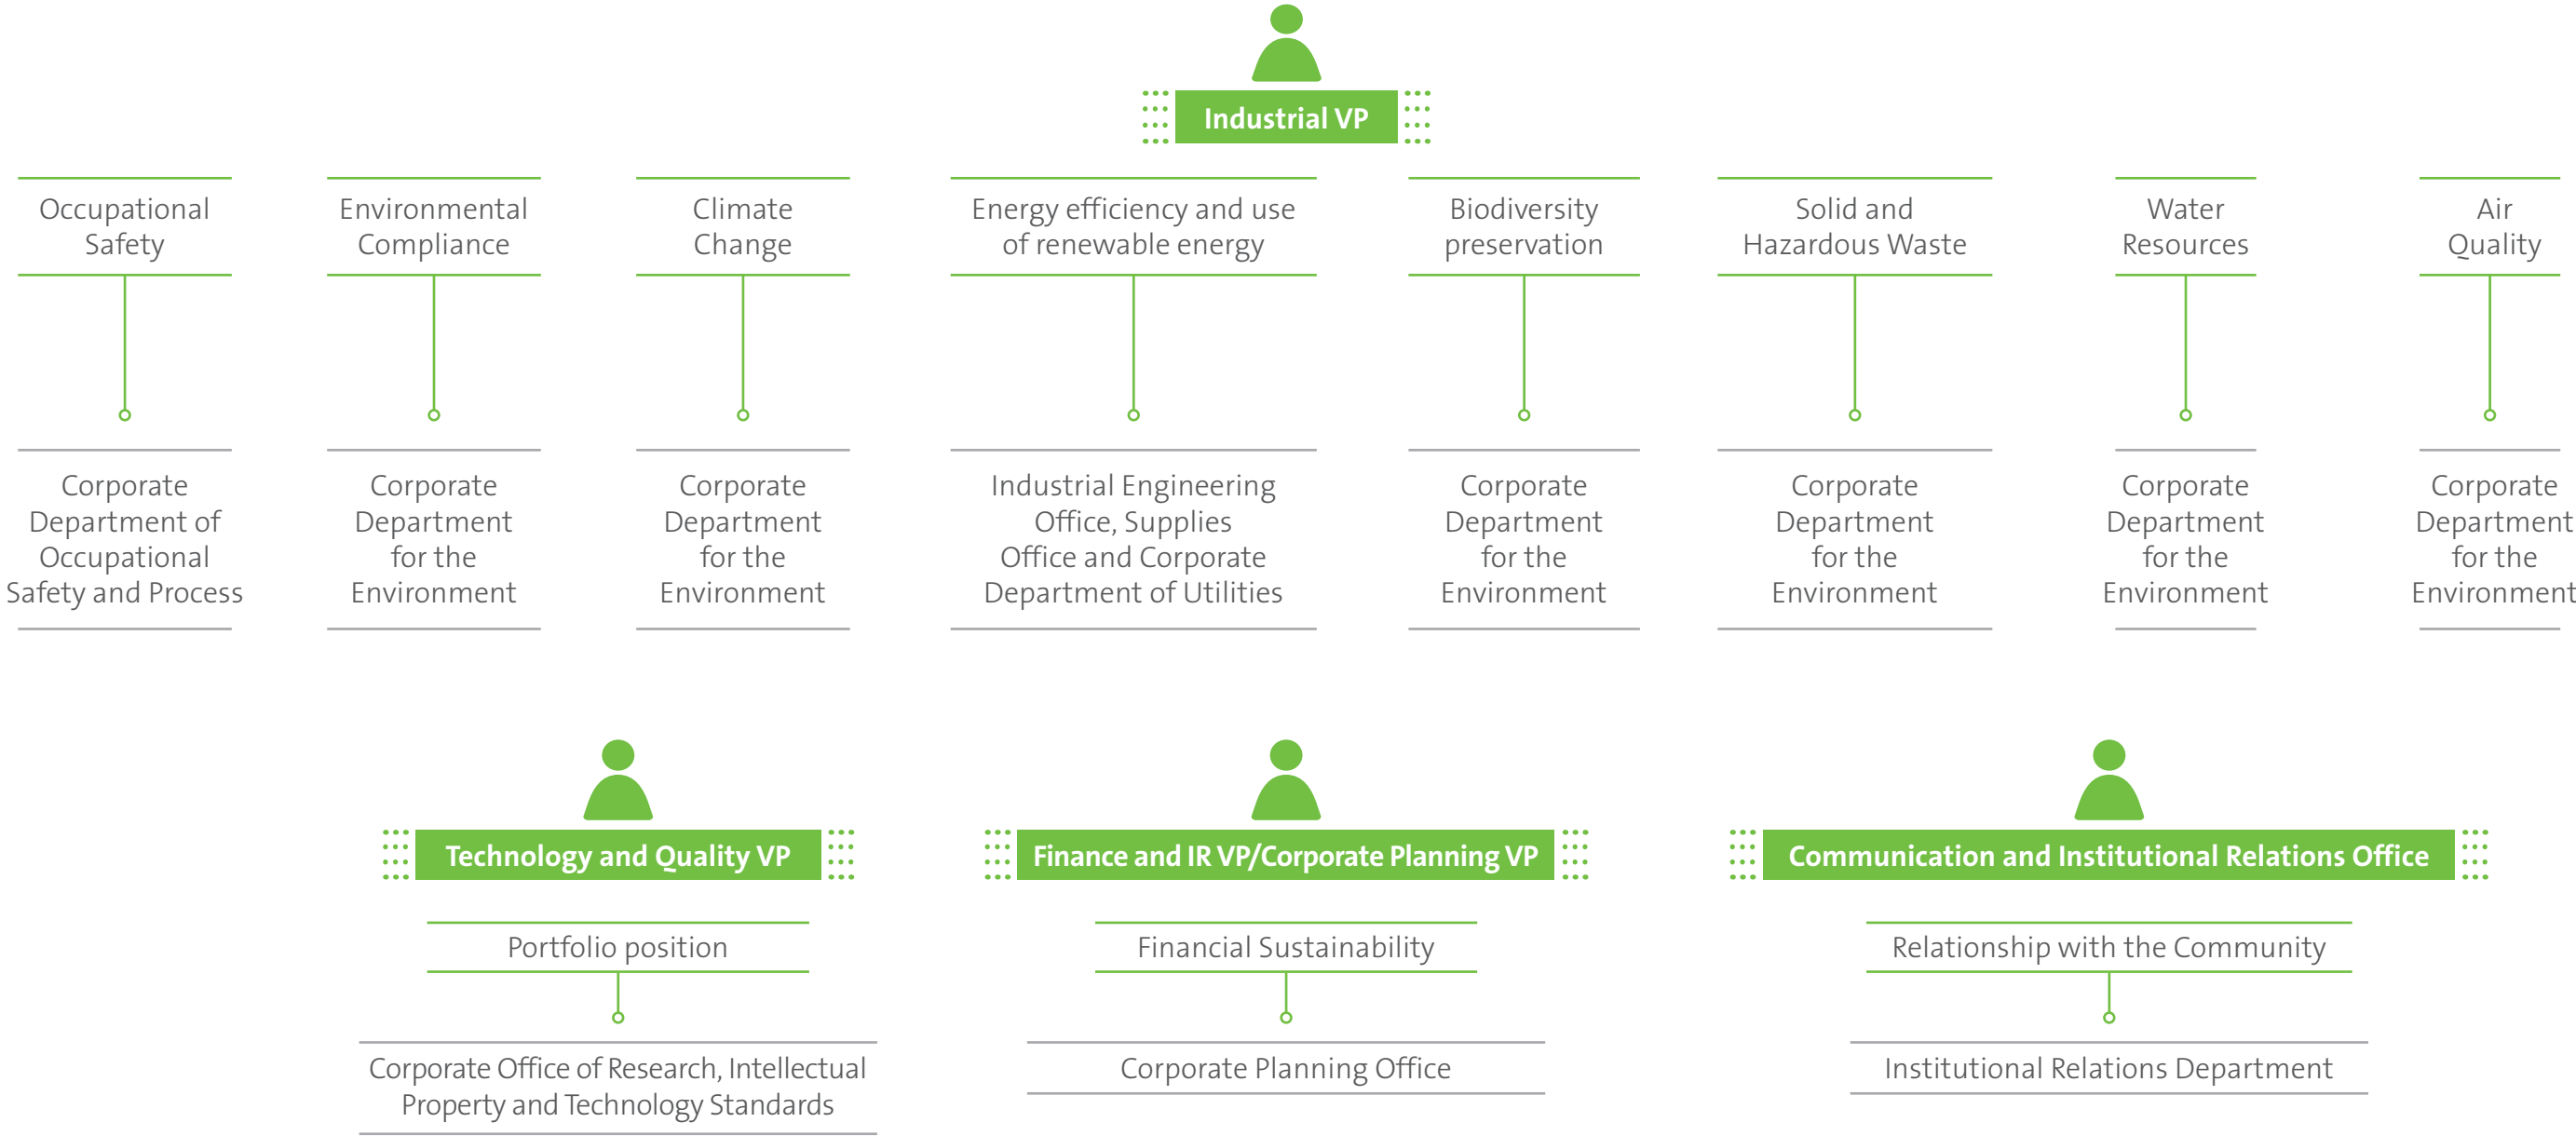 Industrial VP
Occupational
Safety
Environmental
Compliance
Climate
Change
Energy efficiency and use
of renewable energy
Biodiversity
preservation
Solid and
Hazardous Waste
Water
Resources
Air
Quality
Corporate
Department of
Occupational
Safety and Process
Corporate
Department
for the
Environment
Corporate
Department
for the
Environment
Industrial Engineering
Office, Supplies
Office and Corporate
Department of Utilities
Corporate
Department
for the
Environment
Corporate
Department
for the
Environment
Corporate
Department
for the
Environment
Corporate
Department
for the
Environment
Technology and Quality VP
Portfolio position
Corporate Office of Research, Intellectual
Property and Technology Standards
Finance and IR VP/Corporate Planning VP
Financial Sustainability
Corporate Planning Office
Communication and Institutional Relations Office
Relationship with the Community
Institutional Relations Department